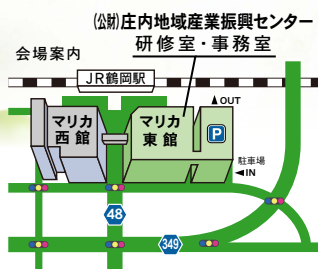 (公財)庄内地域産業振興センター
研修室・事務室
会場案内
JR鶴岡駅
▲OUT
マリカ
西館
マリカ
東館
P
駐車場
◀IN
48
349